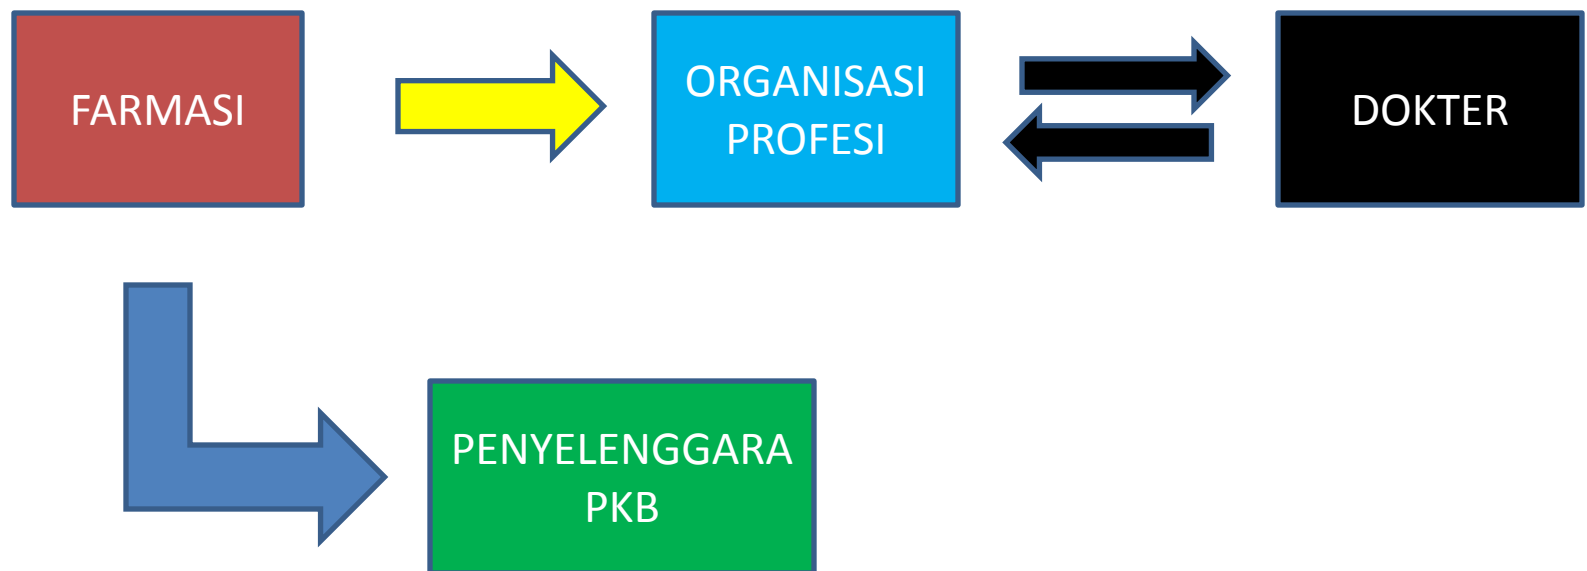 FARMASI
ORGANISASI
PROFESI
DOKTER
PENYELENGGARA
PKB